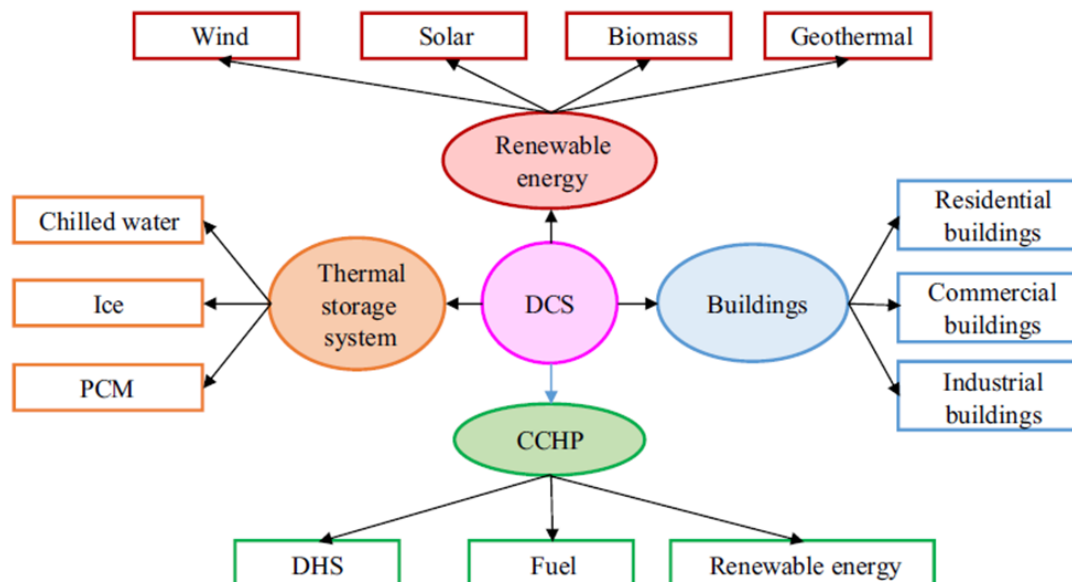 Wind
Solar
Biomass
Geothermal
Renewable
energy
Chilled water
Ice
PCM
Thermal
storage
system
DCS
Buildings
Residential
buildings
Commercial
buildings
Industrial
buildings
CCHP
DHS
Fuel
Renewable energy